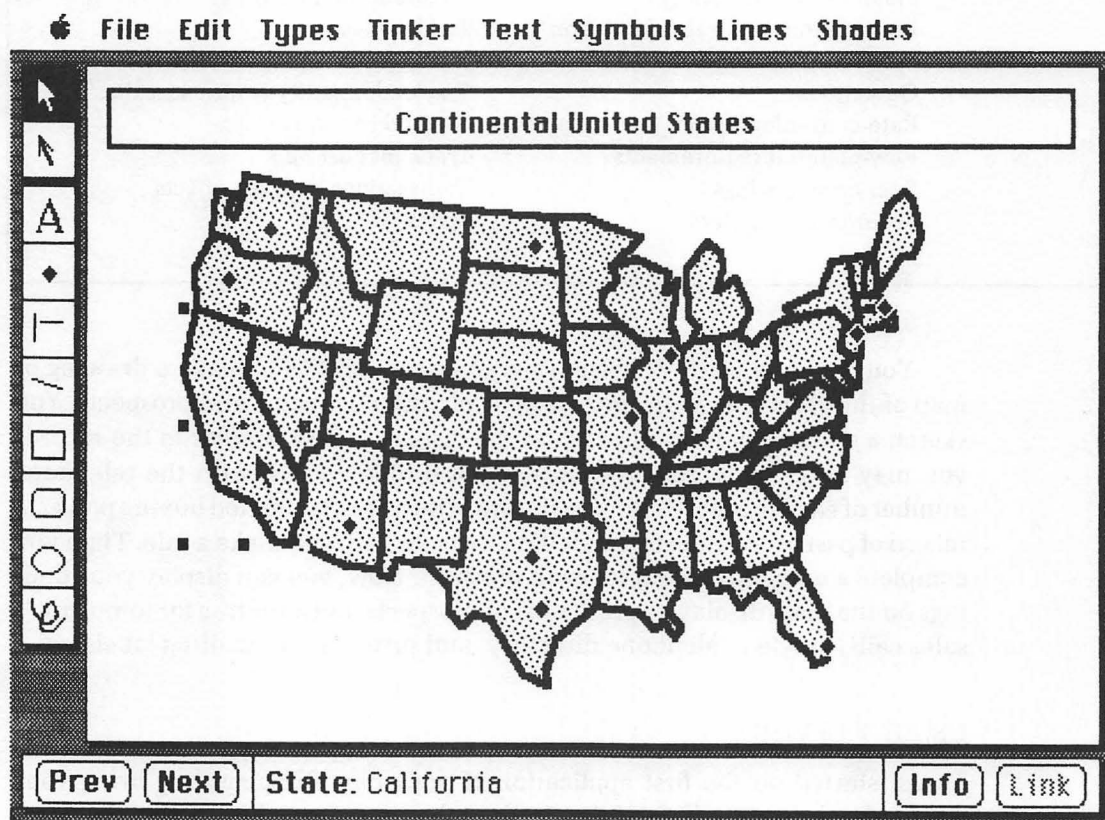 File Edit Types Tinker Text Symbols Lines Shades
Continental United States
A
Prev Next State: California Info Link